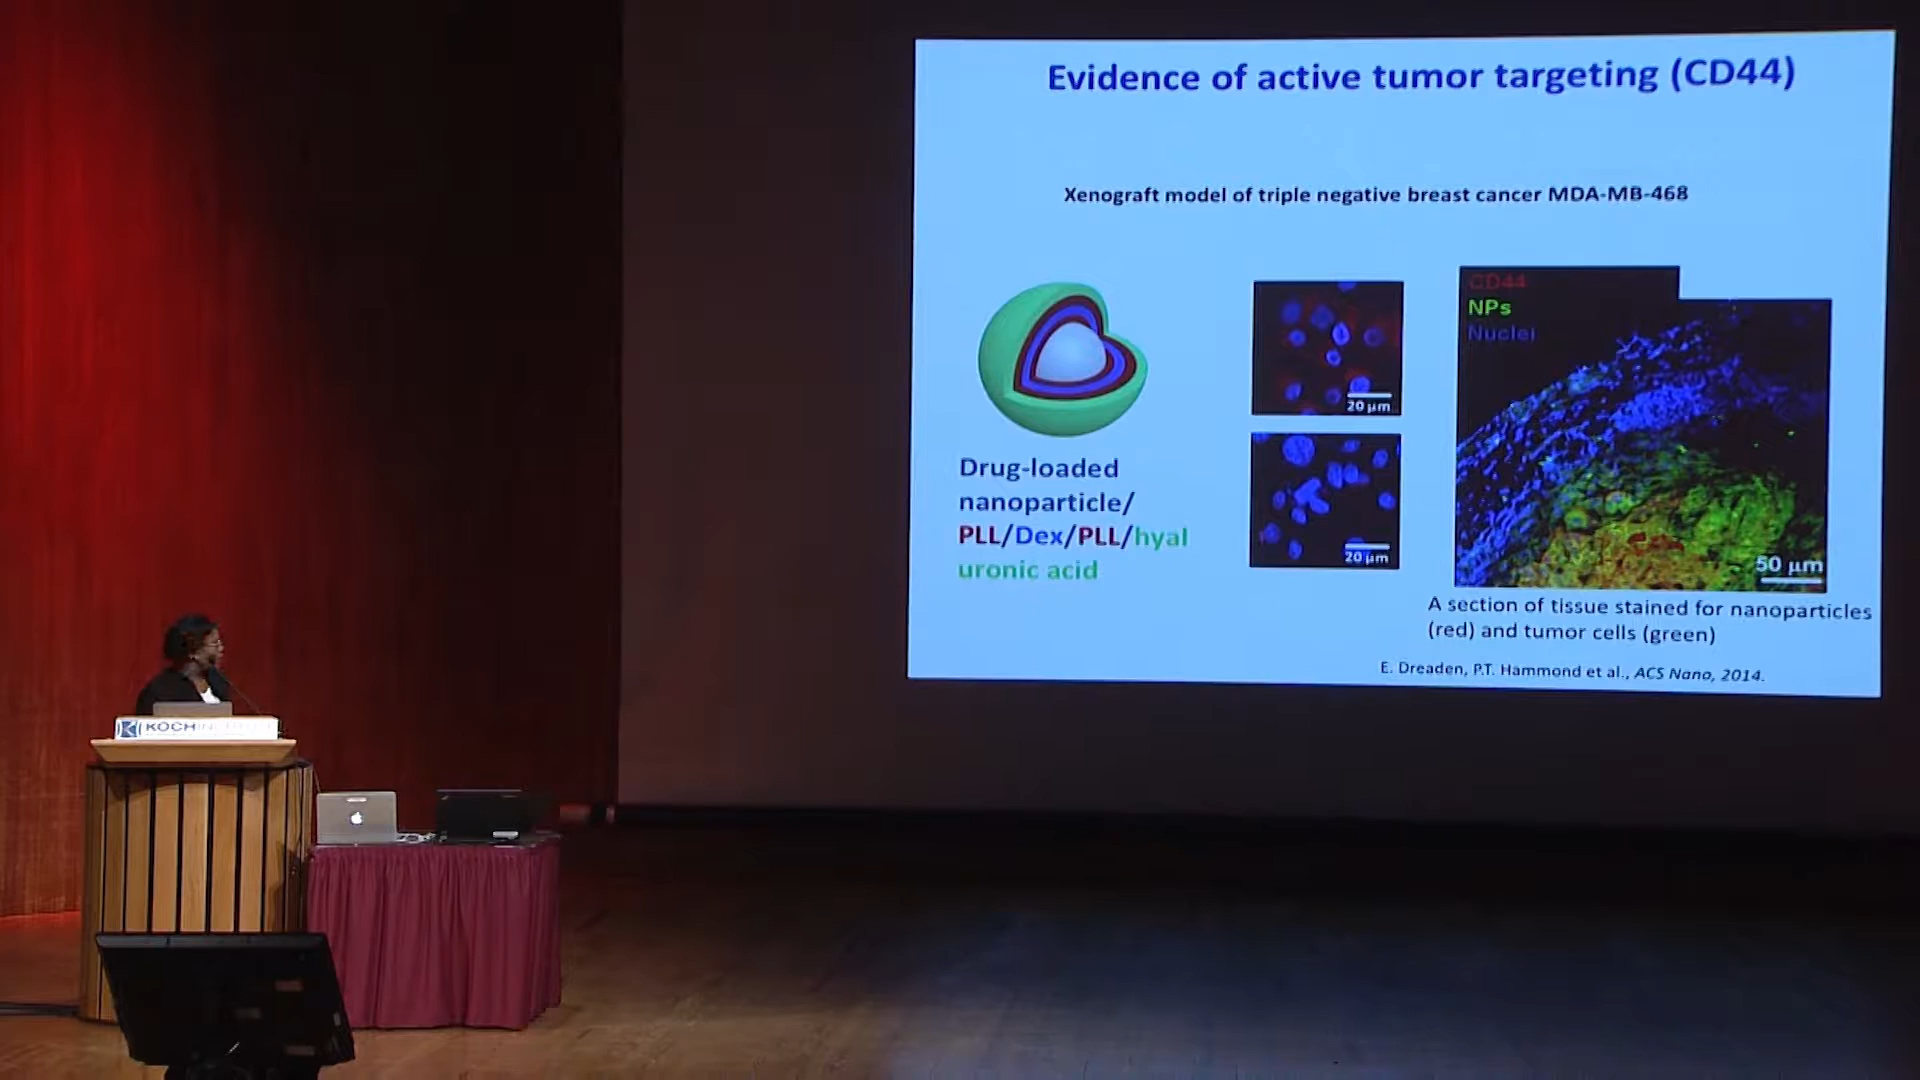 Evidence of active tumor targeting (CD44)
Xenograft model of triple negative breast cancer MDA-MB-468
CD44
NPs
Nuclei
20 µm
20 µm
50 µm
Drug-loaded
nanoparticle/
PLL/Dex/PLL/hyal
uronic acid
A section of tissue stained for nanoparticles
(red) and tumor cells (green)
E. Dreaden, P.T. Hammond et al., ACS Nano, 2014.
KOCH